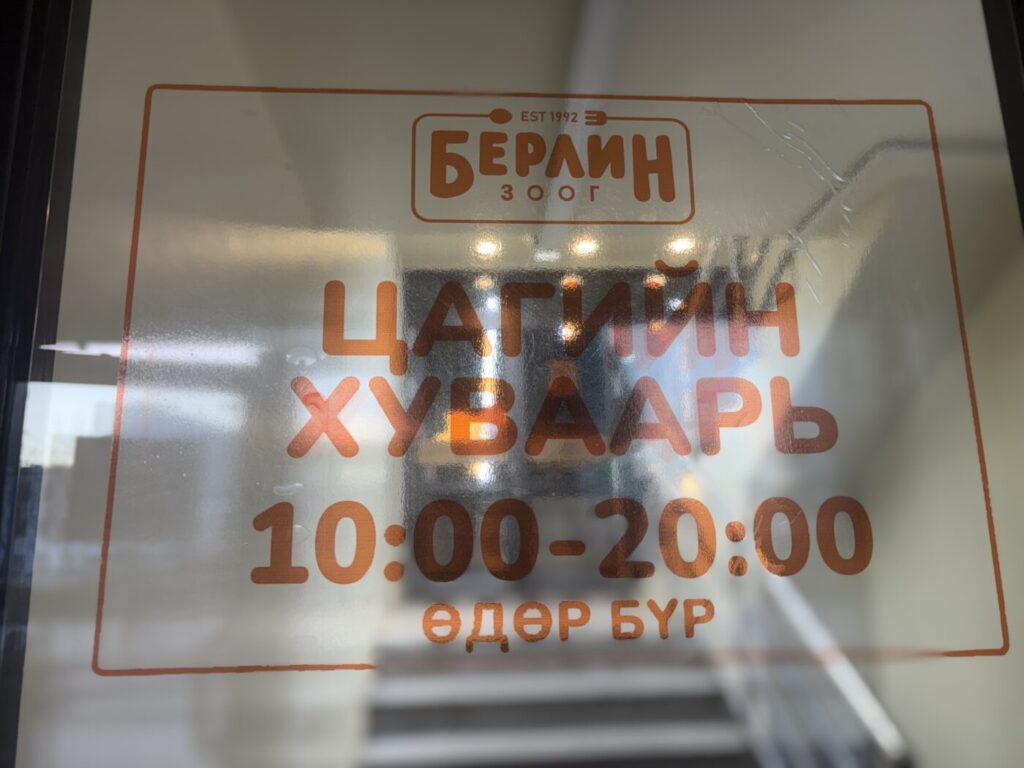 EST 1992
БЕРЛИН
ЗООГ
ЦАГИЙН
ХУВААРЬ
10:00-20:00
ӨДӨР БҮР